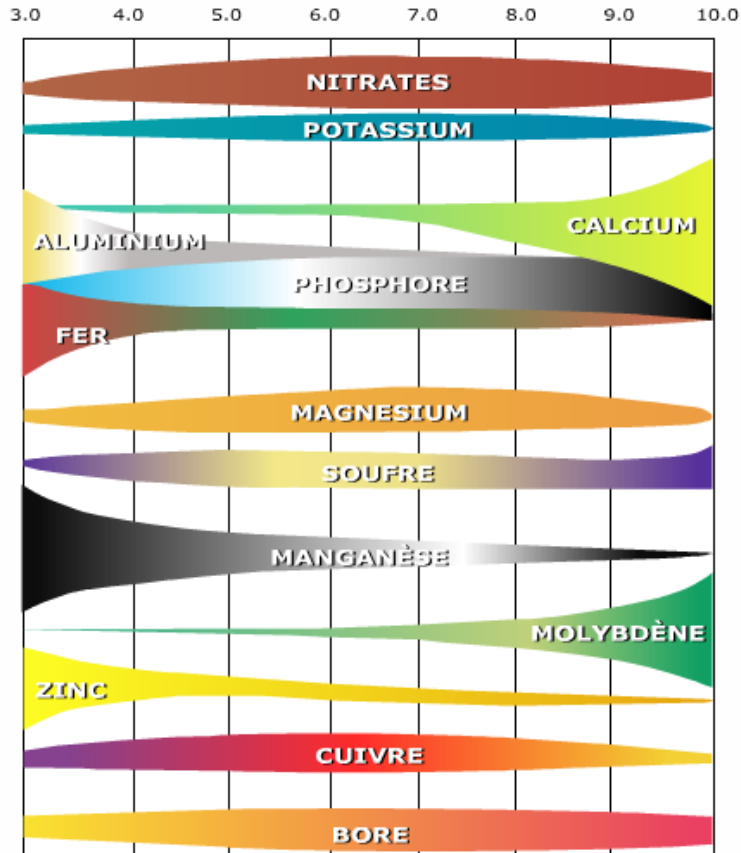 3.0 4.0 5.0 6.0 7.0 8.0 9.0 10.0
NITRATES
POTASSIUM
CALCIUM
ALUMINIUM
PHOSPHORE
FER
MAGNESIUM
SOUFRE
MANGANÈSE
MOLYBDÈNE
ZINC
CUIVRE
BORE